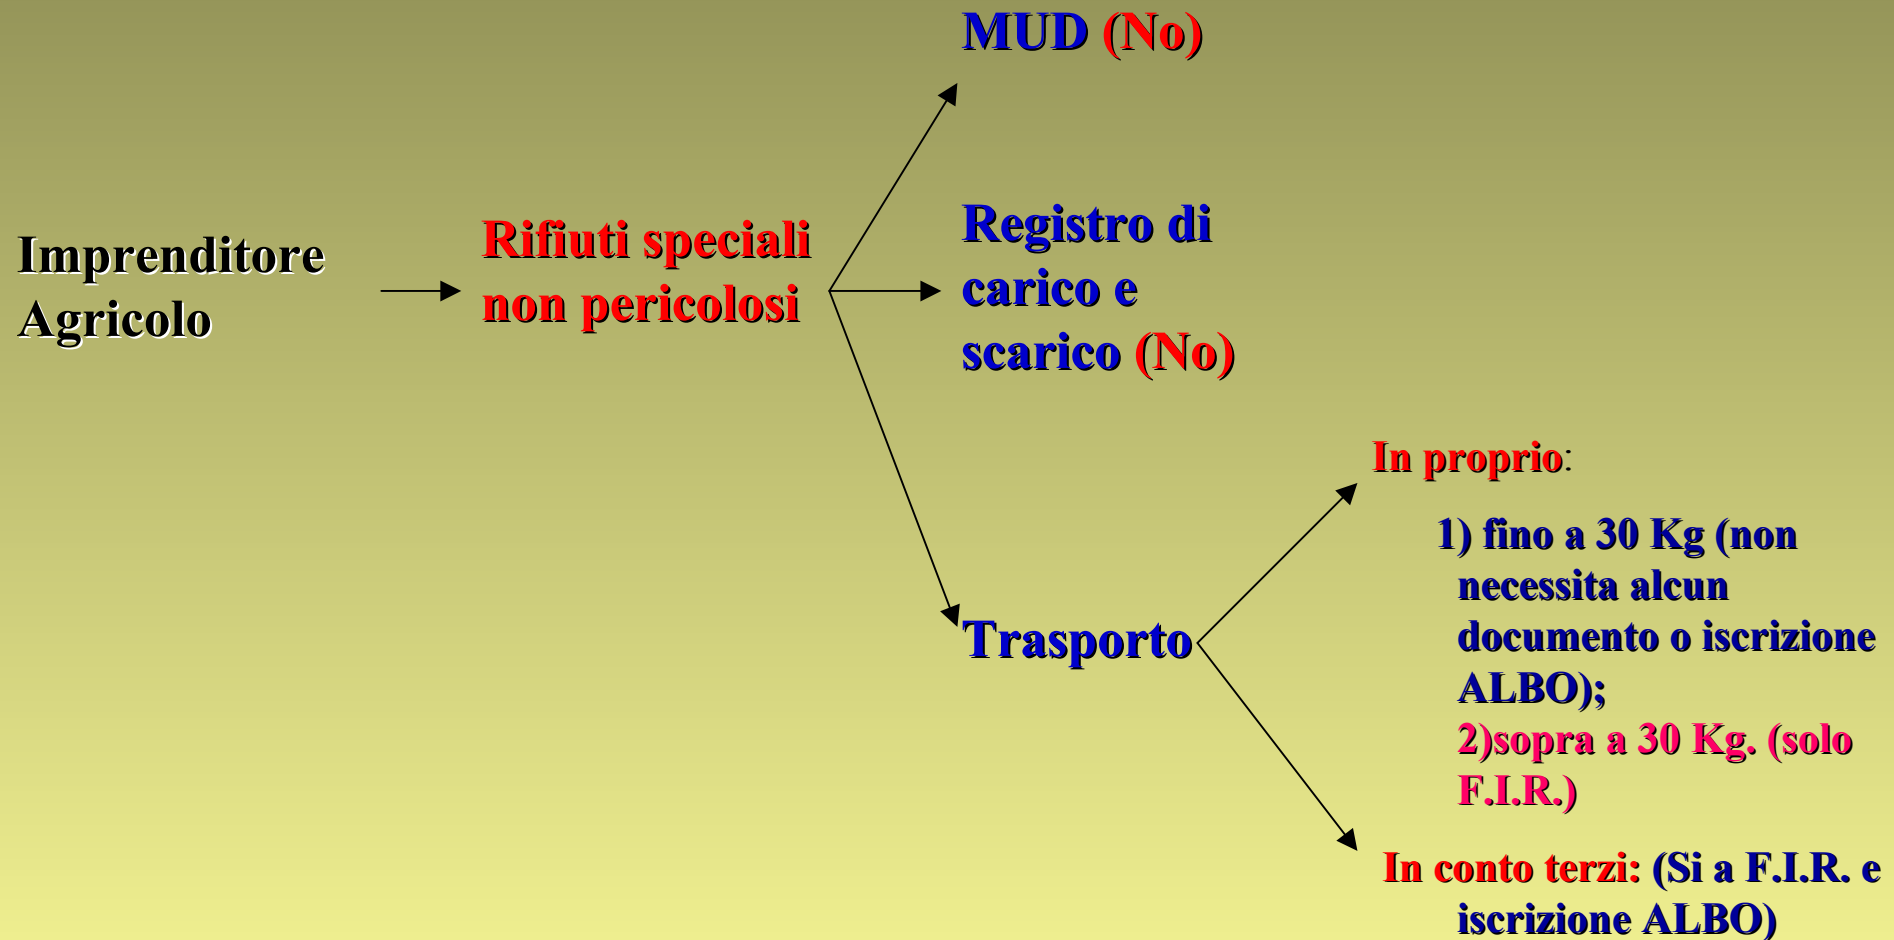 MUD (No)
Imprenditore
Agricolo
Rifiuti speciali
non pericolosi
Registro di
carico e
scarico (No)
Trasporto
In proprio:
1) fino a 30 Kg (non
necessita alcun
documento o iscrizione
ALBO);
2)sopra a 30 Kg. (solo
F.I.R.)
In conto terzi: (Si a F.I.R. e
iscrizione ALBO)